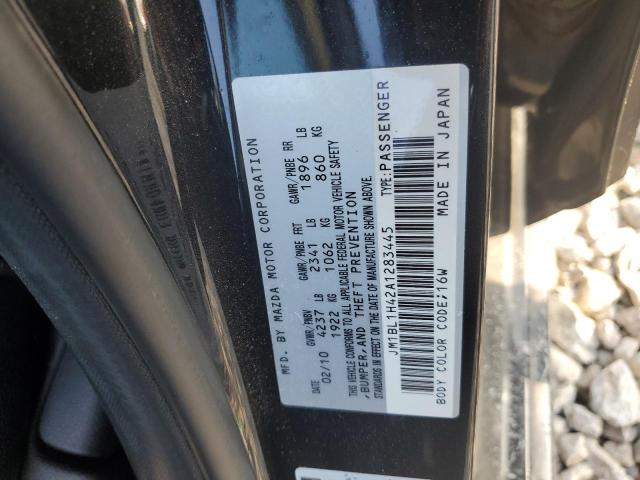 MFD. BY MAZDA MOTOR CORPORATION
DATE GVWR/PNBV GAWR/PNBE FRT GAWR/PNBE RR
02/10 4237 LB 2341 LB 1896 LB
1922 KG 1062 KG 860 KG
THIS VEHICLE CONFORMS TO ALL APPLICABLE FEDERAL MOTOR VEHICLE SAFETY
,BUMPER,AND THEFT PREVENTION
STANDARDS IN EFFECT ON THE DATE OF MANUFACTURE SHOWN ABOVE.
JM1BL1H42A1283445 TYPE:PASSENGER
BODY COLOR CODE:16W MADE IN JAPAN